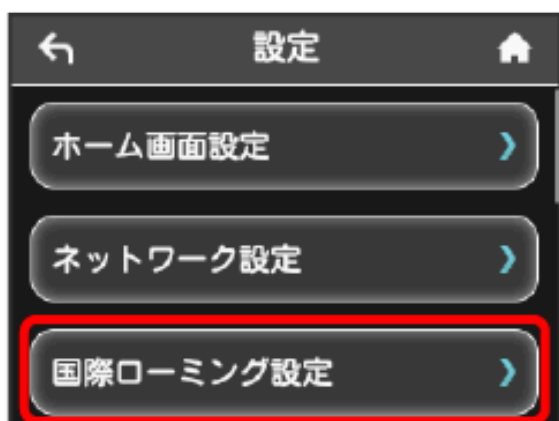 設定
ホーム画面設定
ネットワーク設定
国際ローミング設定